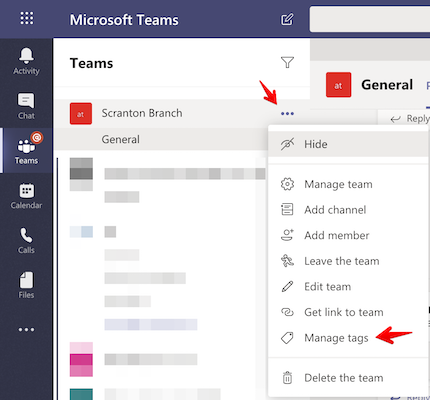 Microsoft Teams
Activity
Chat
Teams
Calendar
Calls
Files
Teams
at Scranton Branch
General
Hide
Manage team
Add channel
Add member
Leave the team
Edit team
Get link to team
Manage tags
Delete the team
at General
Reply